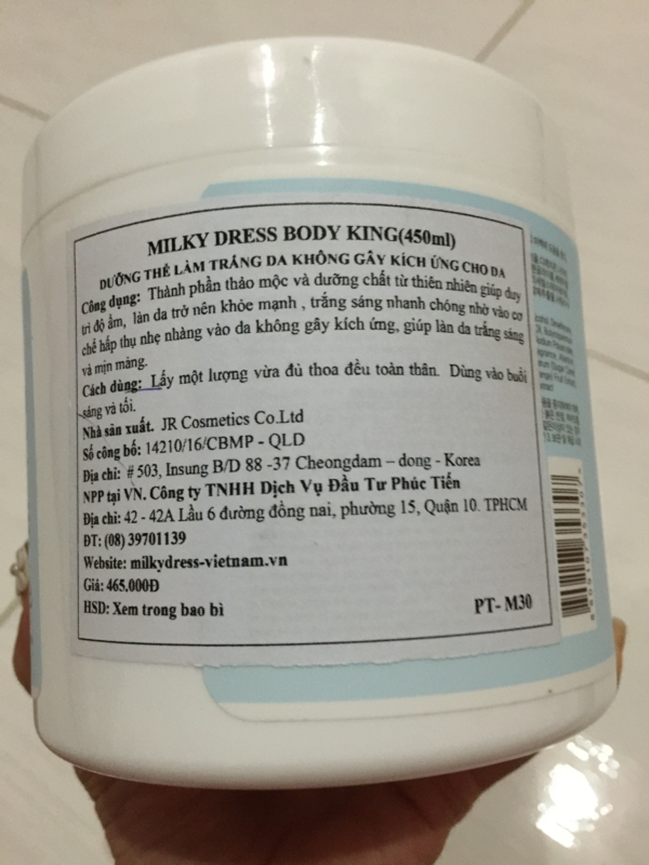 MILKY DRESS BODY KING(450ml)
DƯỠNG THỂ LÀM TRẮNG DA KHÔNG GÂY KÍCH ỨNG CHO DA
Công dụng: Thành phần thảo mộc và dưỡng chất từ thiên nhiên giúp duy
trì độ ẩm, làn da trở nên khỏe mạnh , trắng sáng nhanh chóng nhờ vào cơ
chế hấp thụ nhẹ nhàng vào da không gây kích ứng, giúp làn da trắng sáng
và mịn màng.
Cách dùng: Lấy một lượng vừa đủ thoa đều toàn thân. Dùng vào buổi
sáng và tối.
Nhà sản xuất. JR Cosmetics Co.Ltd
Số công bố: 14210/16/CBMP - QLD
Địa chỉ: # 503, Insung B/D 88 -37 Cheongdam – dong - Korea
NPP tại VN. Công ty TNHH Dịch Vụ Đầu Tư Phúc Tiến
Địa chỉ: 42 - 42A Lầu 6 đường đồng nai, phường 15, Quận 10. TPHCM
ĐT: (08) 39701139
Website: milkydress-vietnam.vn
Giá: 465,000Đ
HSD: Xem trong bao bì
PT- M30